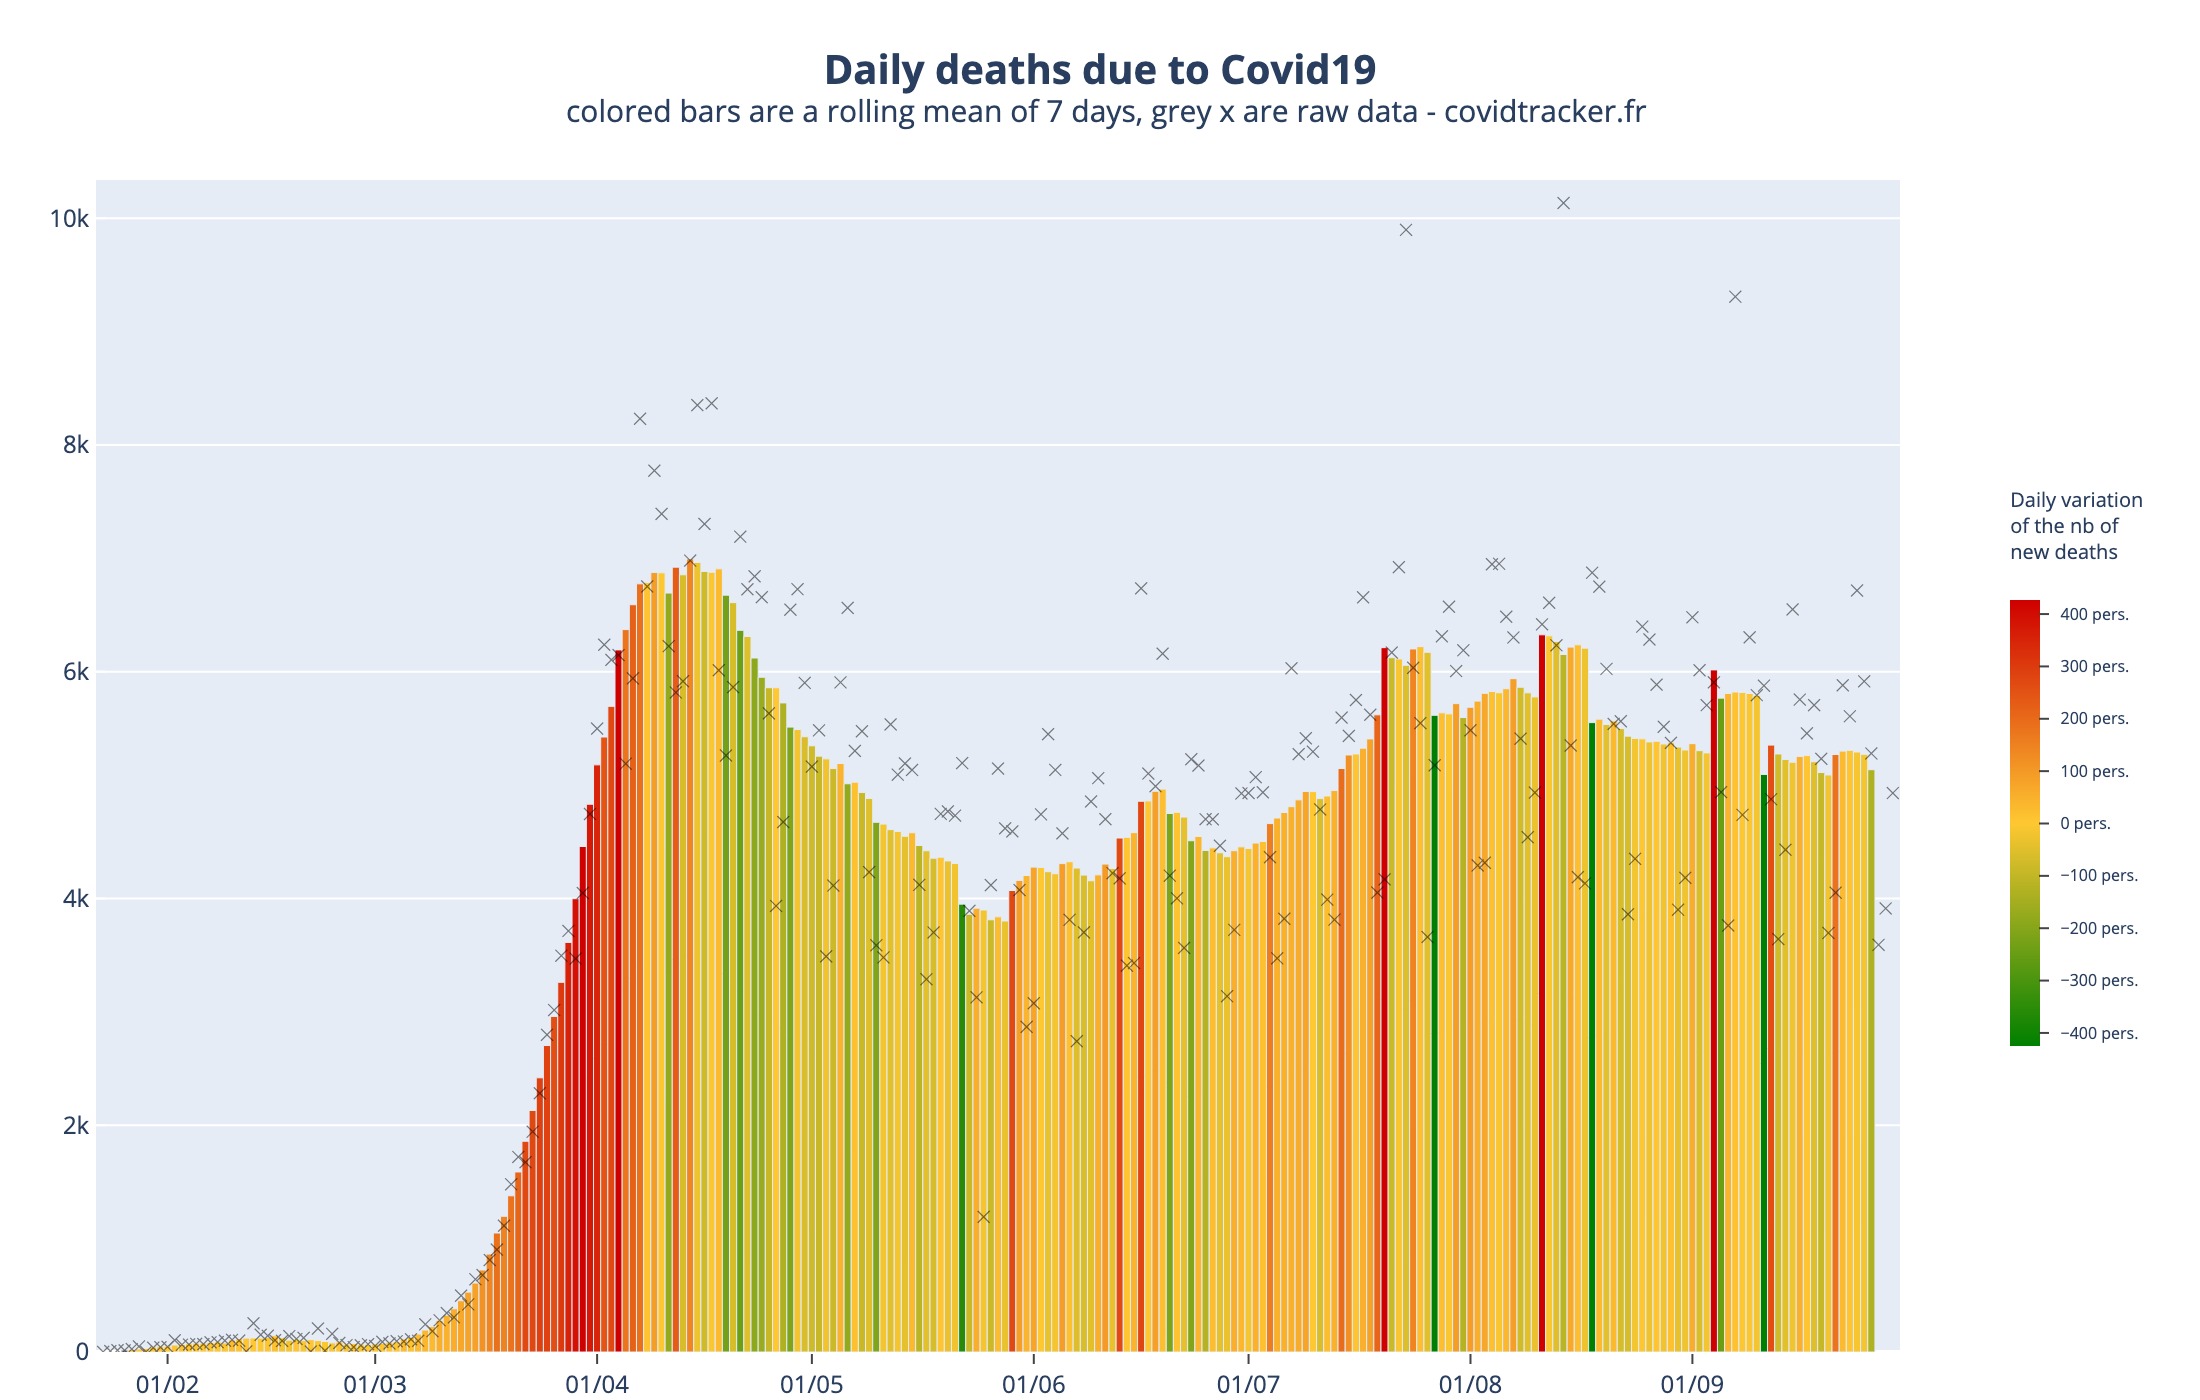 Daily deaths due to Covid19
colored bars are a rolling mean of 7 days, grey x are raw data - covidtracker.fr
10k
8k
6k
4k
2k
0
01/02
01/03
01/04
01/05
01/06
01/07
01/08
01/09
Daily variation
of the nb of
new deaths
400 pers.
300 pers.
200 pers.
100 pers.
0 pers.
−100 pers.
−200 pers.
−300 pers.
−400 pers.